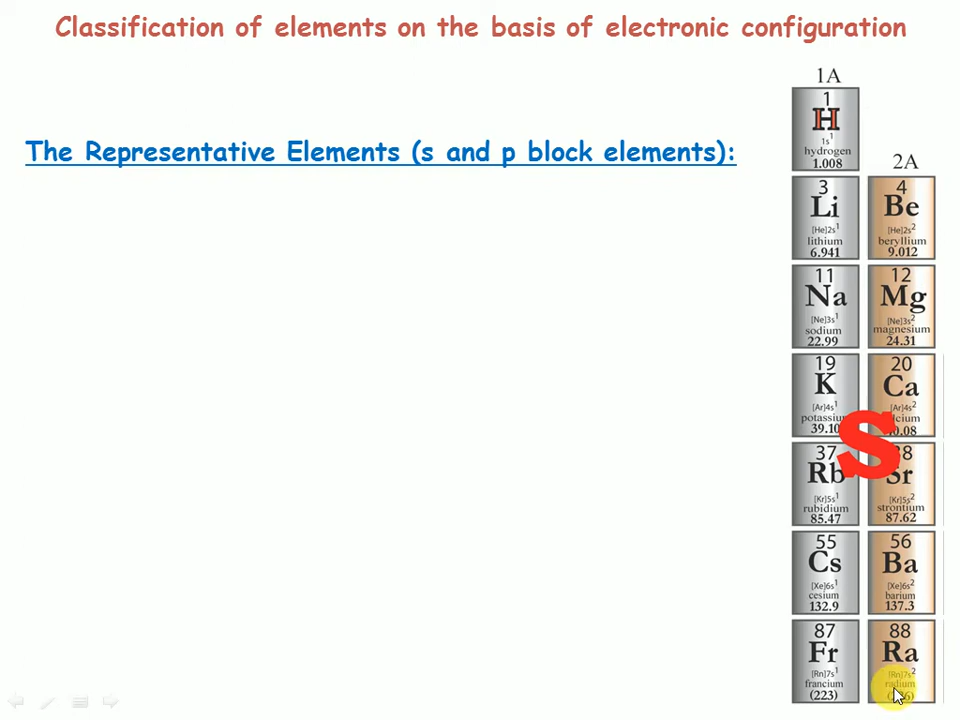 Classification of elements on the basis of electronic configuration
The Representative Elements (s and p block elements):
1A
1
H
1s¹
hydrogen
1.008
2A
3
Li
[He]2s¹
lithium
6.941
4
Be
[He]2s²
beryllium
9.012
11
Na
[Ne]3s¹
sodium
22.99
12
Mg
[Ne]3s²
magnesium
24.31
19
K
[Ar]4s¹
39.10
20
Ca
[Ar]4s²
S
37
Rb
[Kr]5s¹
rubidium
85.47
Sr
[Kr]5s²
strontium
87.62
55
Cs
[Xe]6s¹
cesium
132.9
56
Ba
[Xe]6s²
barium
137.3
87
Fr
[Rn]7s¹
francium
(223)
88
Ra
[Rn]7s²
radium